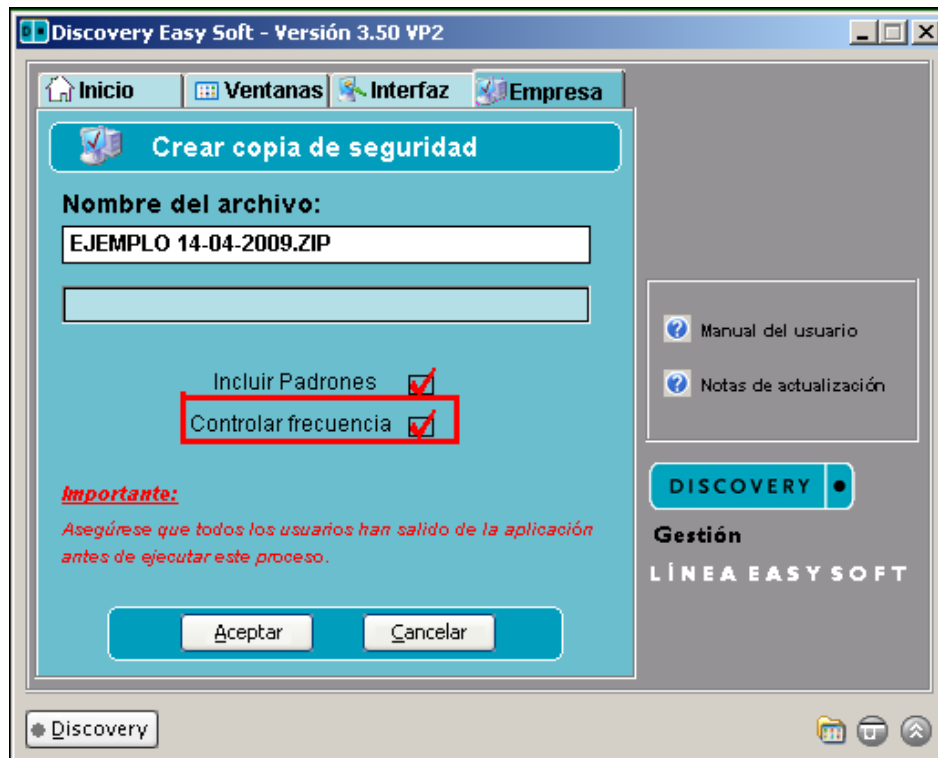 Discovery Easy Soft - Versión 3.50 VP2
Inicio Ventanas Interfaz Empresa
Crear copia de seguridad
Nombre del archivo:
EJEMPLO 14-04-2009.ZIP
Incluir Padrones
Controlar frecuencia
Importante:
Asegúrese que todos los usuarios han salido de la aplicación
antes de ejecutar este proceso.
Aceptar Cancelar
Manual del usuario
Notas de actualización
DISCOVERY
Gestión
LÍNEA EASY SOFT
Discovery